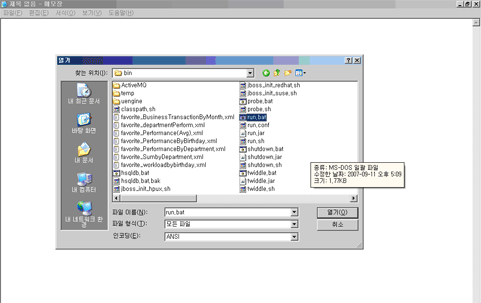 제목 없음 - 메모장
파일(F) 편집(E) 서식(O) 보기(V) 도움말(H)
열기
찾는 위치(I): bin
내 최근 문서
바탕 화면
내 문서
내 컴퓨터
내 네트워크 환경
ActiveMQ
temp
uengine
classpath.sh
favorite_BusinessTransactionByMonth.xml
favorite_departmentPerform.xml
favorite_Performance(Avg).xml
favorite_PerformanceByBirthday.xml
favorite_PerformanceByDepartment.xml
favorite_SumbyDepartment.xml
favorite_workloadbybirthday.xml
hsqldb.bat
hsqldb.bat.bak
jboss_init_hpux.sh
jboss_init_redhat.sh
jboss_init_suse.sh
probe.bat
probe.sh
run.bat
run.conf
run.jar
run.sh
shutdown.bat
shutdown.jar
shutdown.sh
twiddle.bat
twiddle.jar
twiddle.sh
종류: MS-DOS 일괄 파일
수정한 날짜: 2007-09-11 오후 5:09
크기: 1.77KB
파일 이름(N): run.bat 열기(O)
파일 형식(T): 모든 파일 취소
인코딩(E): ANSI